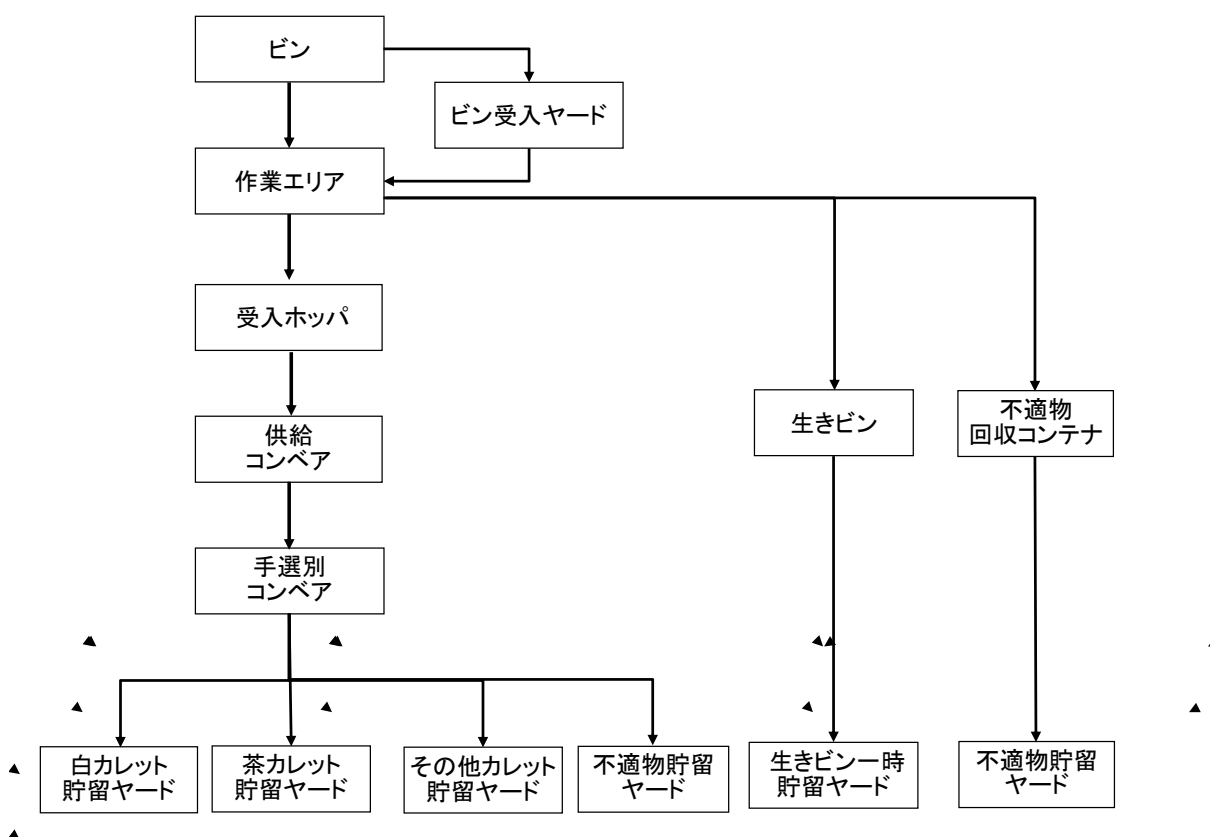 ビン
ビン受入ヤード
作業エリア
受入ホッパ
供給
コンベア
生きビン
不適物
回収コンテナ
手選別
コンベア
白カレット
貯留ヤード
茶カレット
貯留ヤード
その他カレット
貯留ヤード
不適物貯留
ヤード
生きビン一時
貯留ヤード
不適物貯留
ヤード